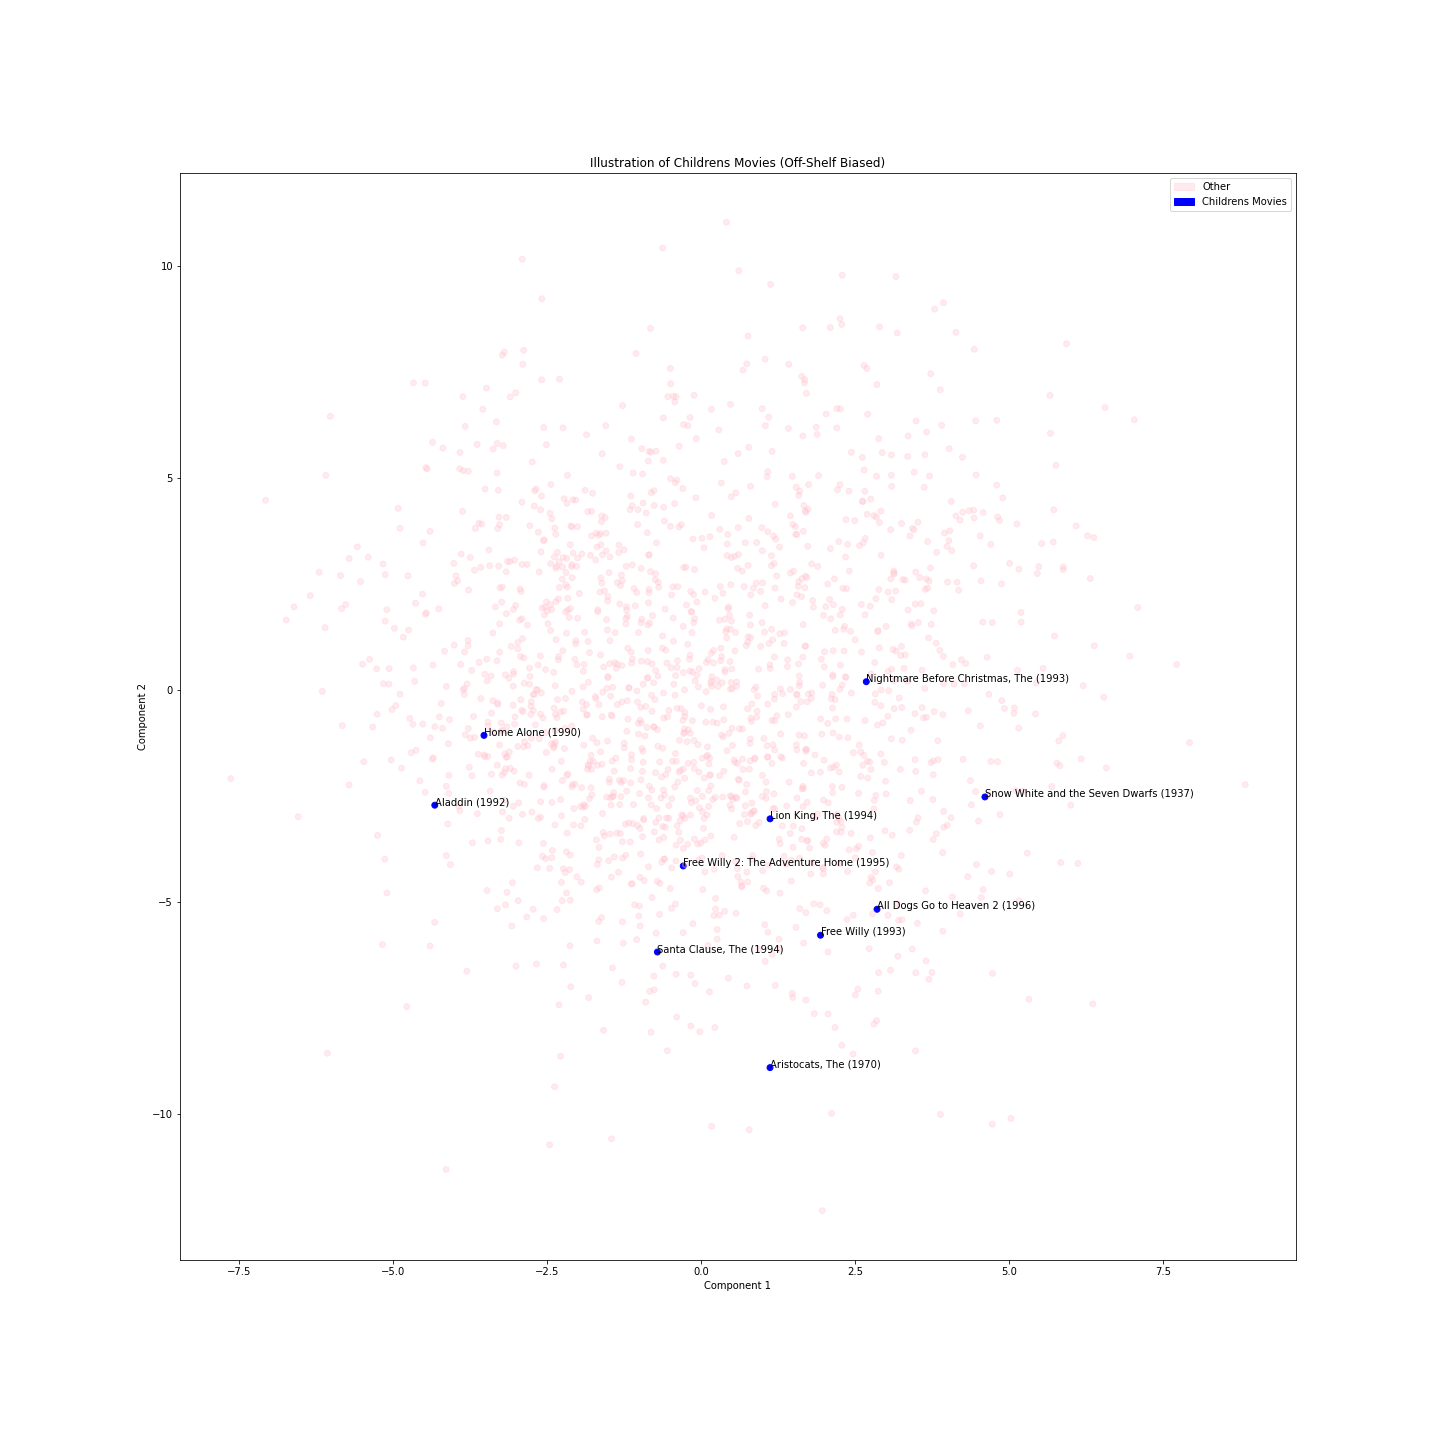 Illustration of Childrens Movies (Off-Shelf Biased)
Other
Childrens Movies
10
5
0
−5
−10
Component 2
Nightmare Before Christmas, The (1993)
Home Alone (1990)
Snow White and the Seven Dwarfs (1937)
Aladdin (1992)
Lion King, The (1994)
Free Willy 2: The Adventure Home (1995)
All Dogs Go to Heaven 2 (1996)
Free Willy (1993)
Santa Clause, The (1994)
Aristocats, The (1970)
−7.5 −5.0 −2.5 0.0 2.5 5.0 7.5
Component 1